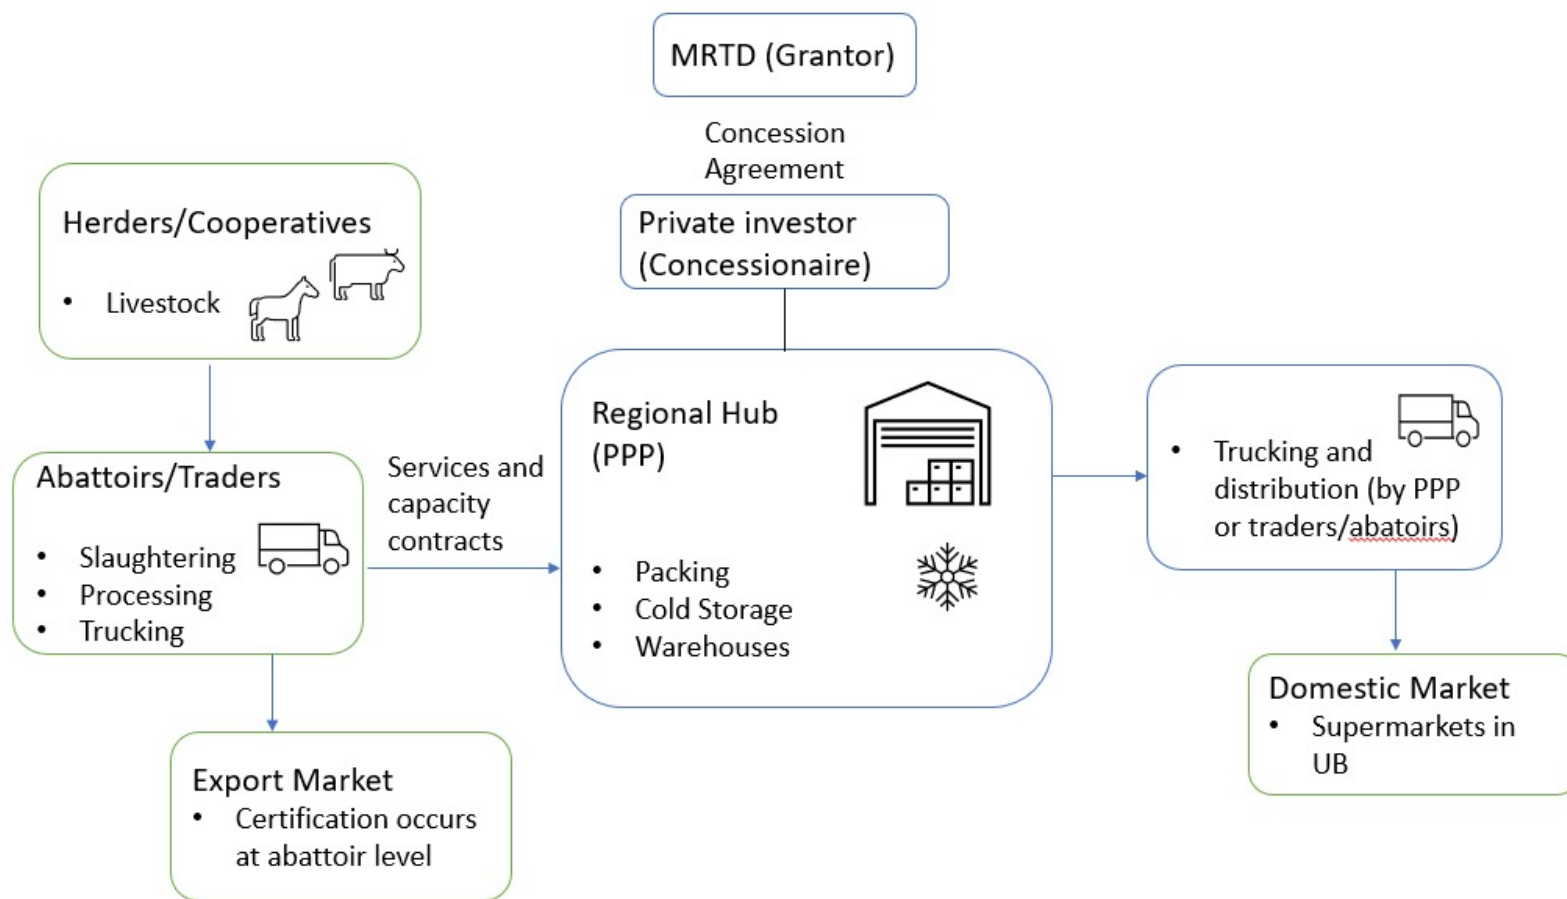 MRTD (Grantor)
Concession
Agreement
Private investor
(Concessionaire)
Herders/Cooperatives
• Livestock
Abattoirs/Traders
• Slaughtering
• Processing
• Trucking
Services and
capacity
contracts
Regional Hub
(PPP)
• Packing
• Cold Storage
• Warehouses
• Trucking and
distribution (by PPP
or traders/abatoirs)
Domestic Market
• Supermarkets in
UB
Export Market
• Certification occurs
at abattoir level